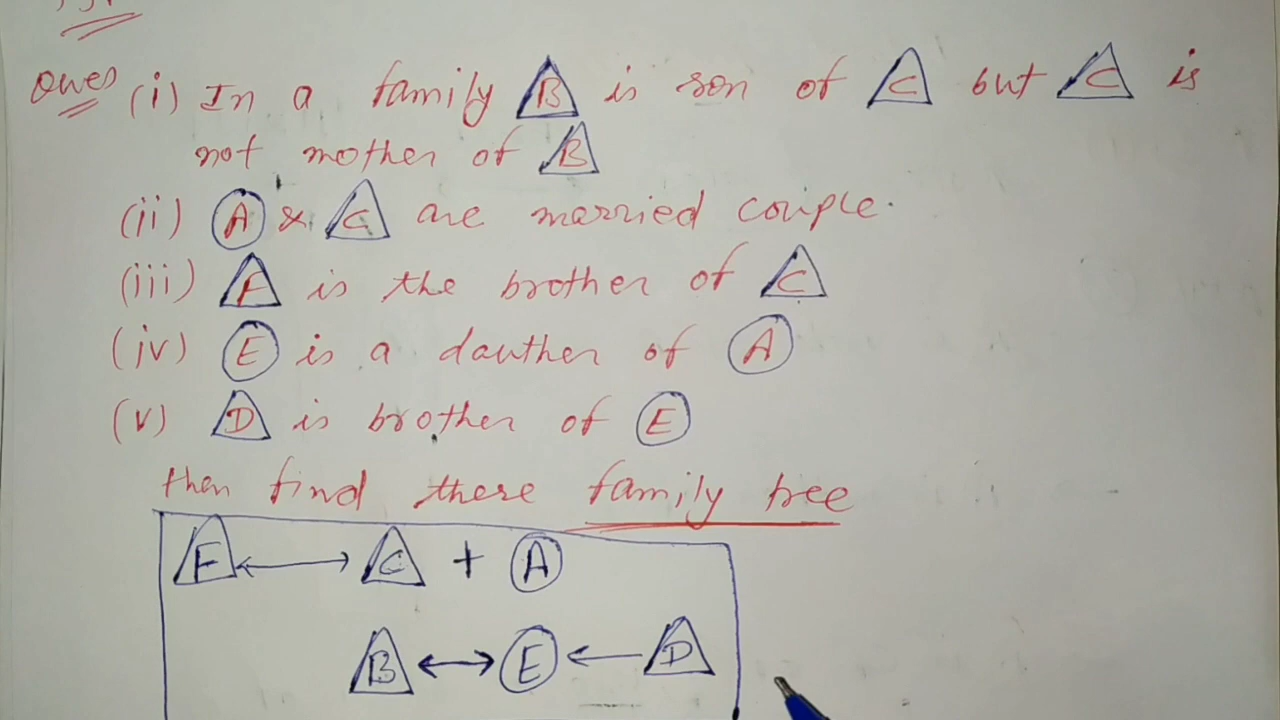 Ques (i) In a family B is son of C but C is
not mother of B
(ii) A & C are married couple.
(iii) F is the brother of C
(iv) E is a dauther of A
(v) D is brother of E
then find there family tree
F ↔ C + A
B ↔ E ← D